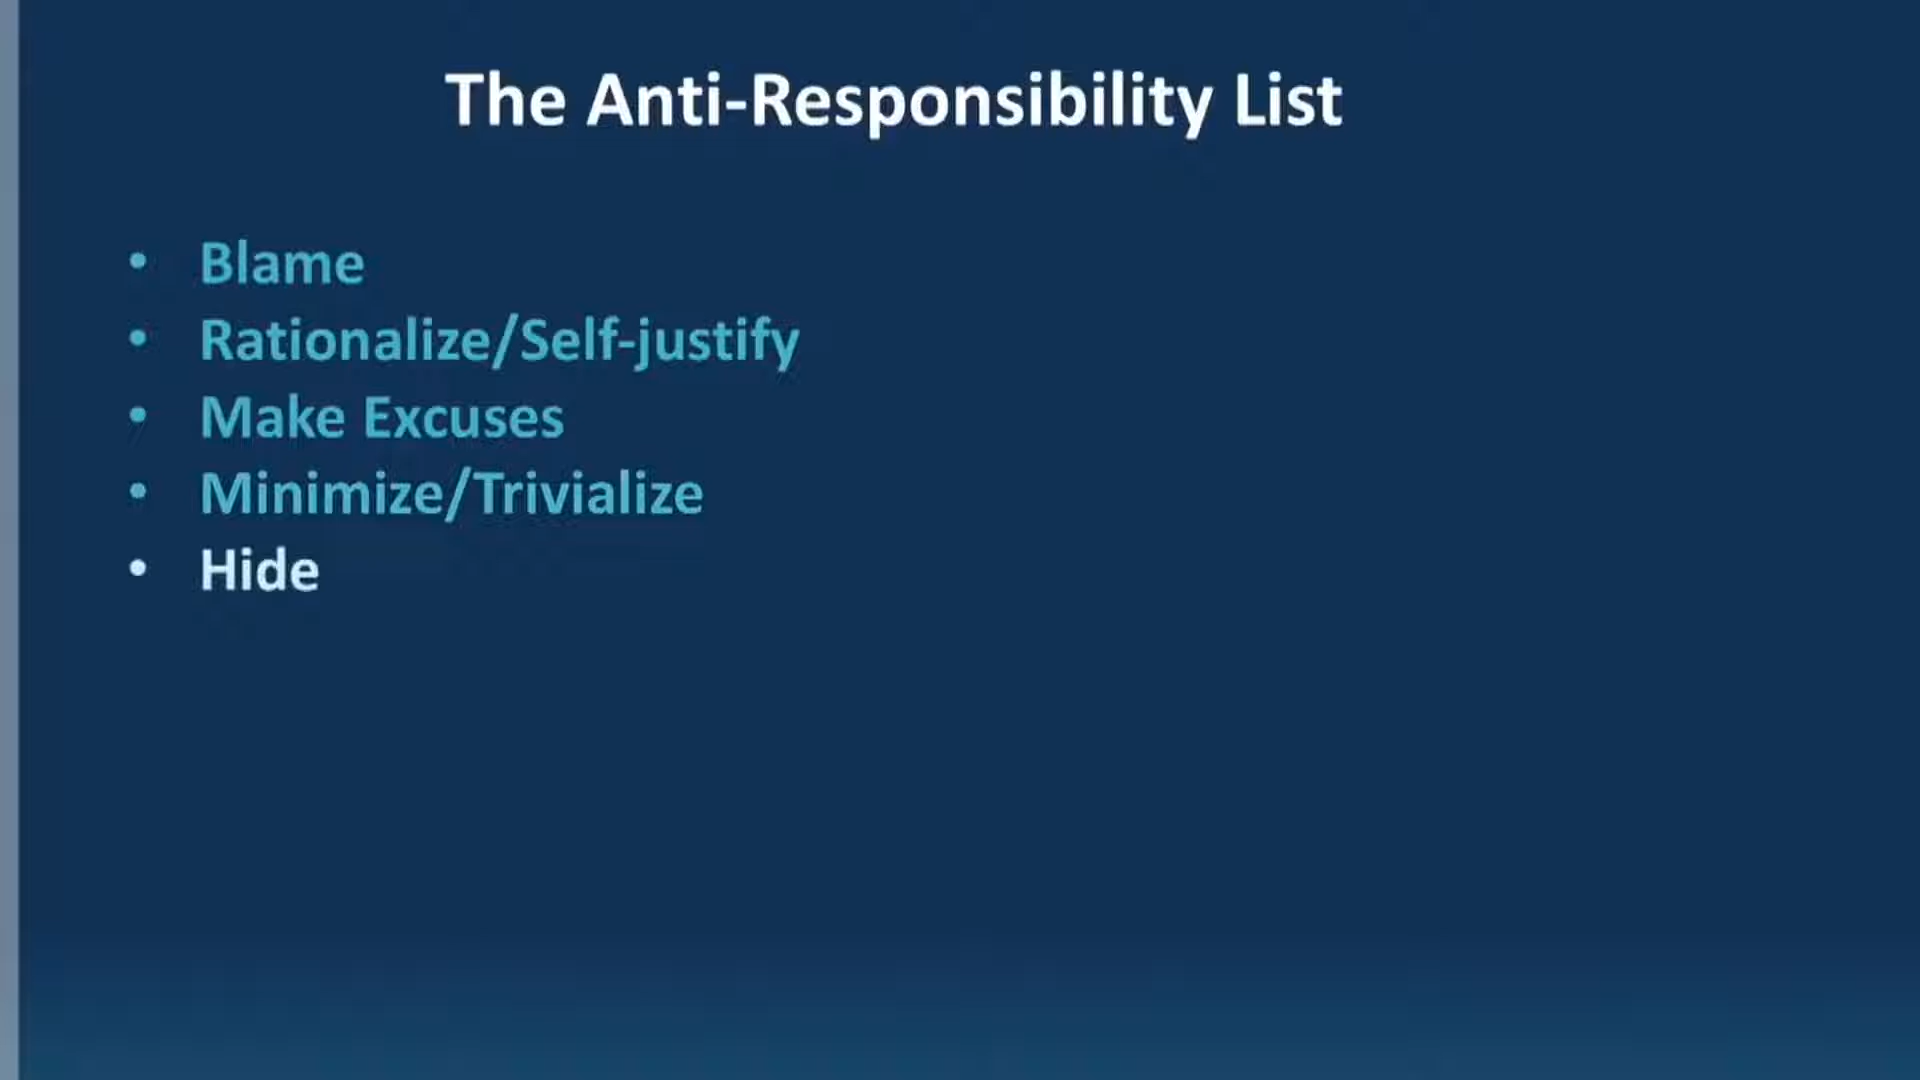 The Anti-Responsibility List
• Blame
• Rationalize/Self-justify
• Make Excuses
• Minimize/Trivialize
• Hide